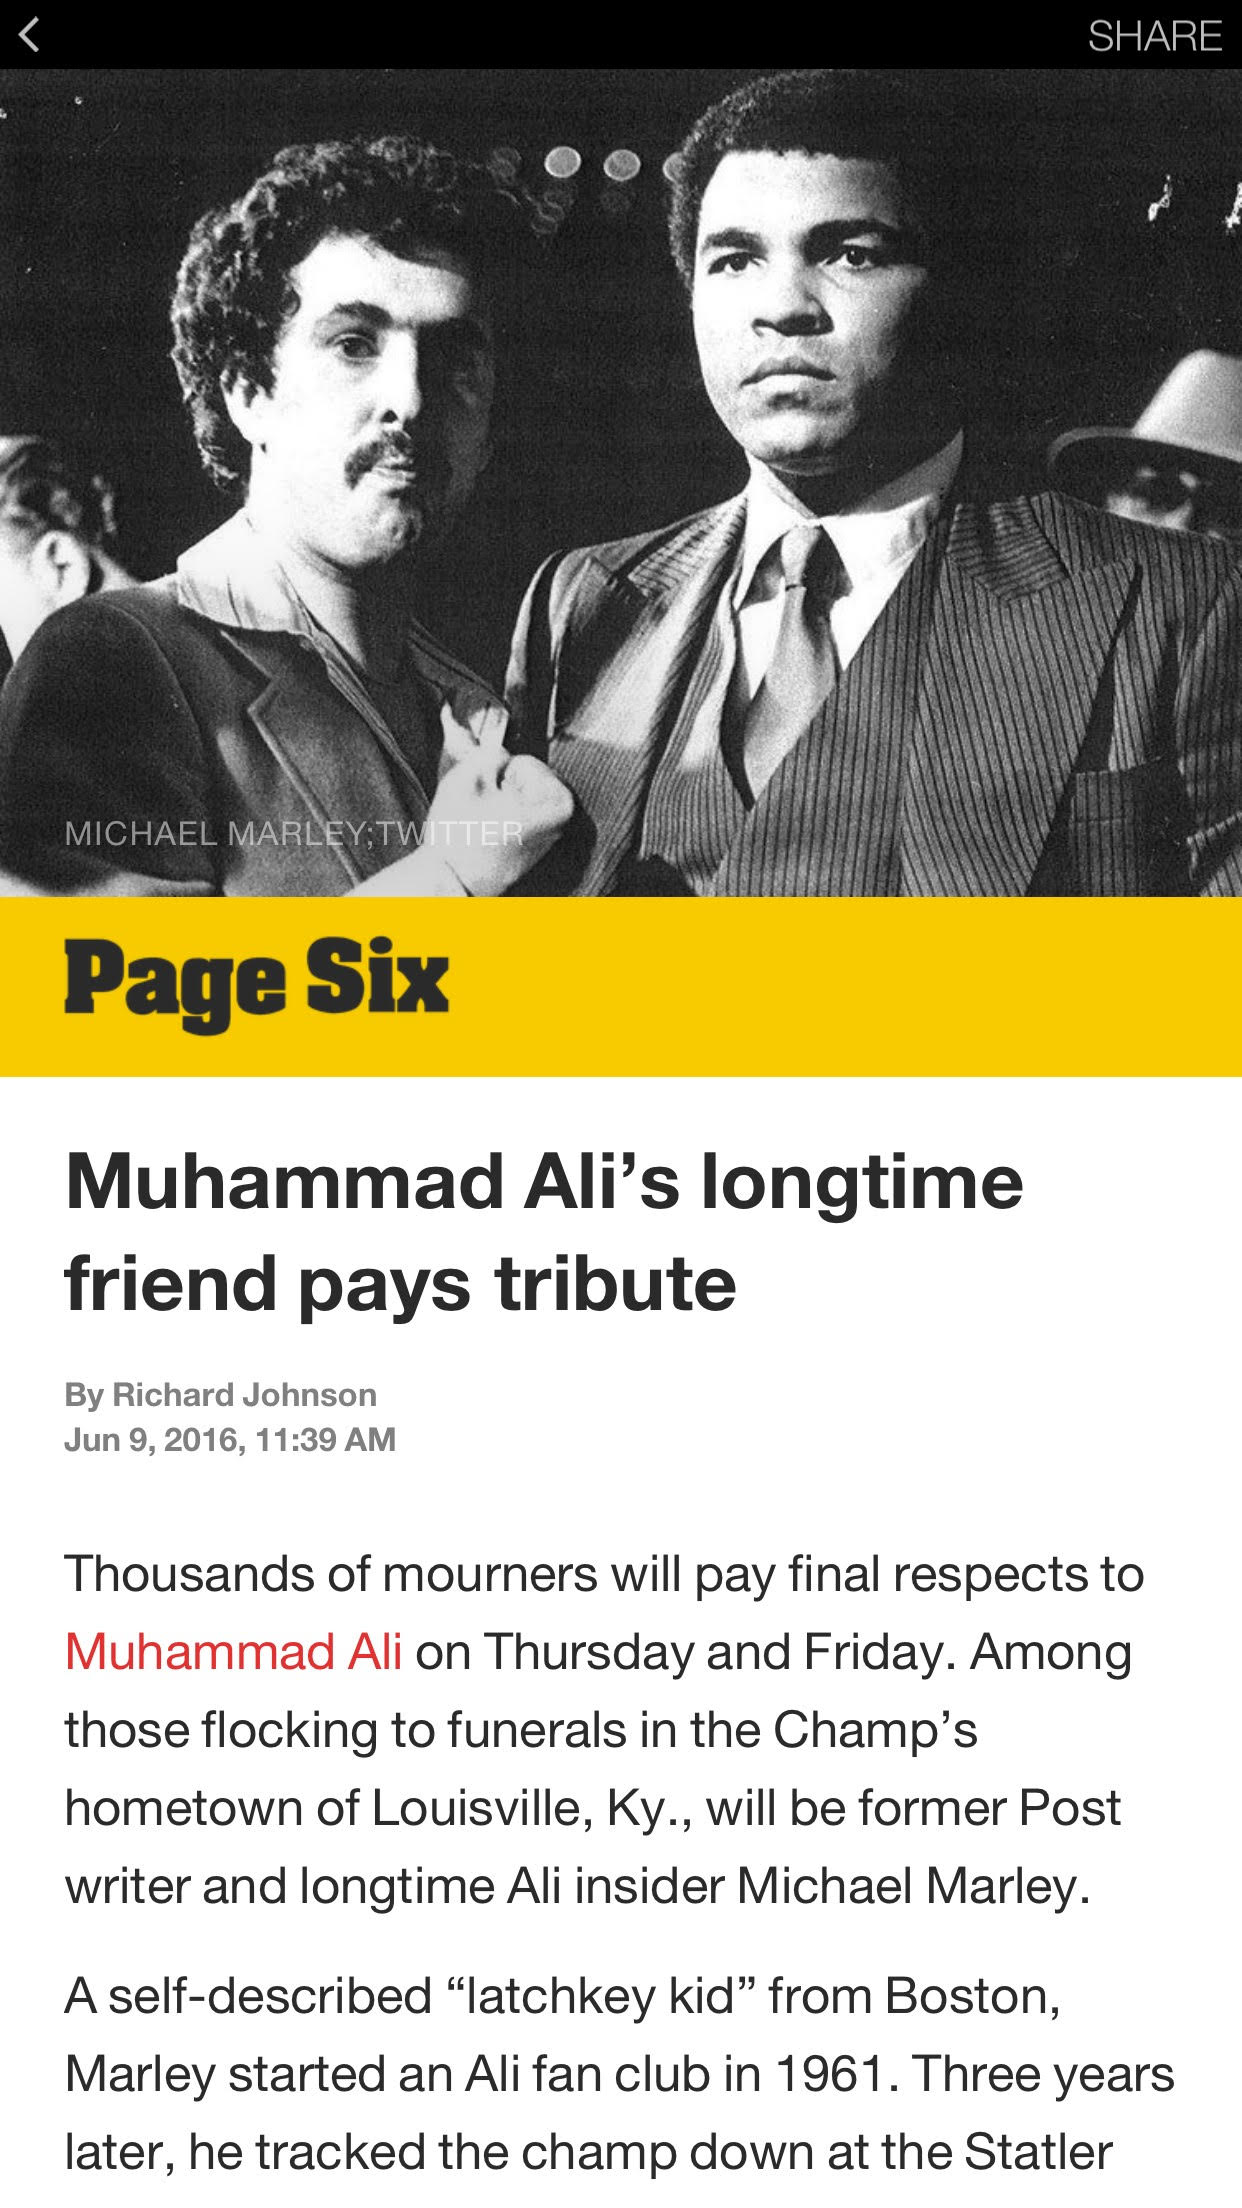 SHARE
MICHAEL MARLEY;TWITTER
Page Six
Muhammad Ali’s longtime
friend pays tribute
By Richard Johnson
Jun 9, 2016, 11:39 AM
Thousands of mourners will pay final respects to
Muhammad Ali on Thursday and Friday. Among
those flocking to funerals in the Champ’s
hometown of Louisville, Ky., will be former Post
writer and longtime Ali insider Michael Marley.
A self-described “latchkey kid” from Boston,
Marley started an Ali fan club in 1961. Three years
later, he tracked the champ down at the Statler